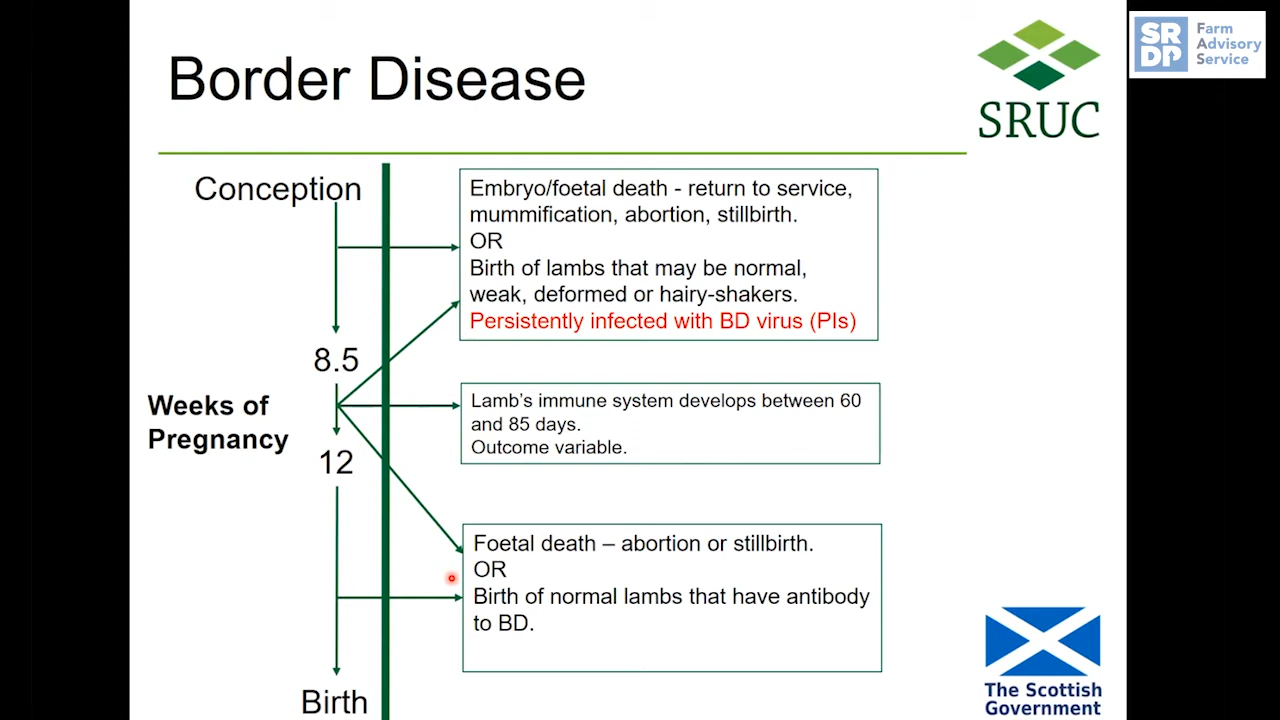 Border Disease
SRUC
SR
DP
Farm
Advisory
Service
Conception
8.5
Weeks of
Pregnancy
12
Birth
Embryo/foetal death - return to service,
mummification, abortion, stillbirth.
OR
Birth of lambs that may be normal,
weak, deformed or hairy-shakers.
Persistently infected with BD virus (PIs)
Lamb's immune system develops between 60
and 85 days.
Outcome variable.
Foetal death – abortion or stillbirth.
OR
Birth of normal lambs that have antibody
to BD.
The Scottish
Government